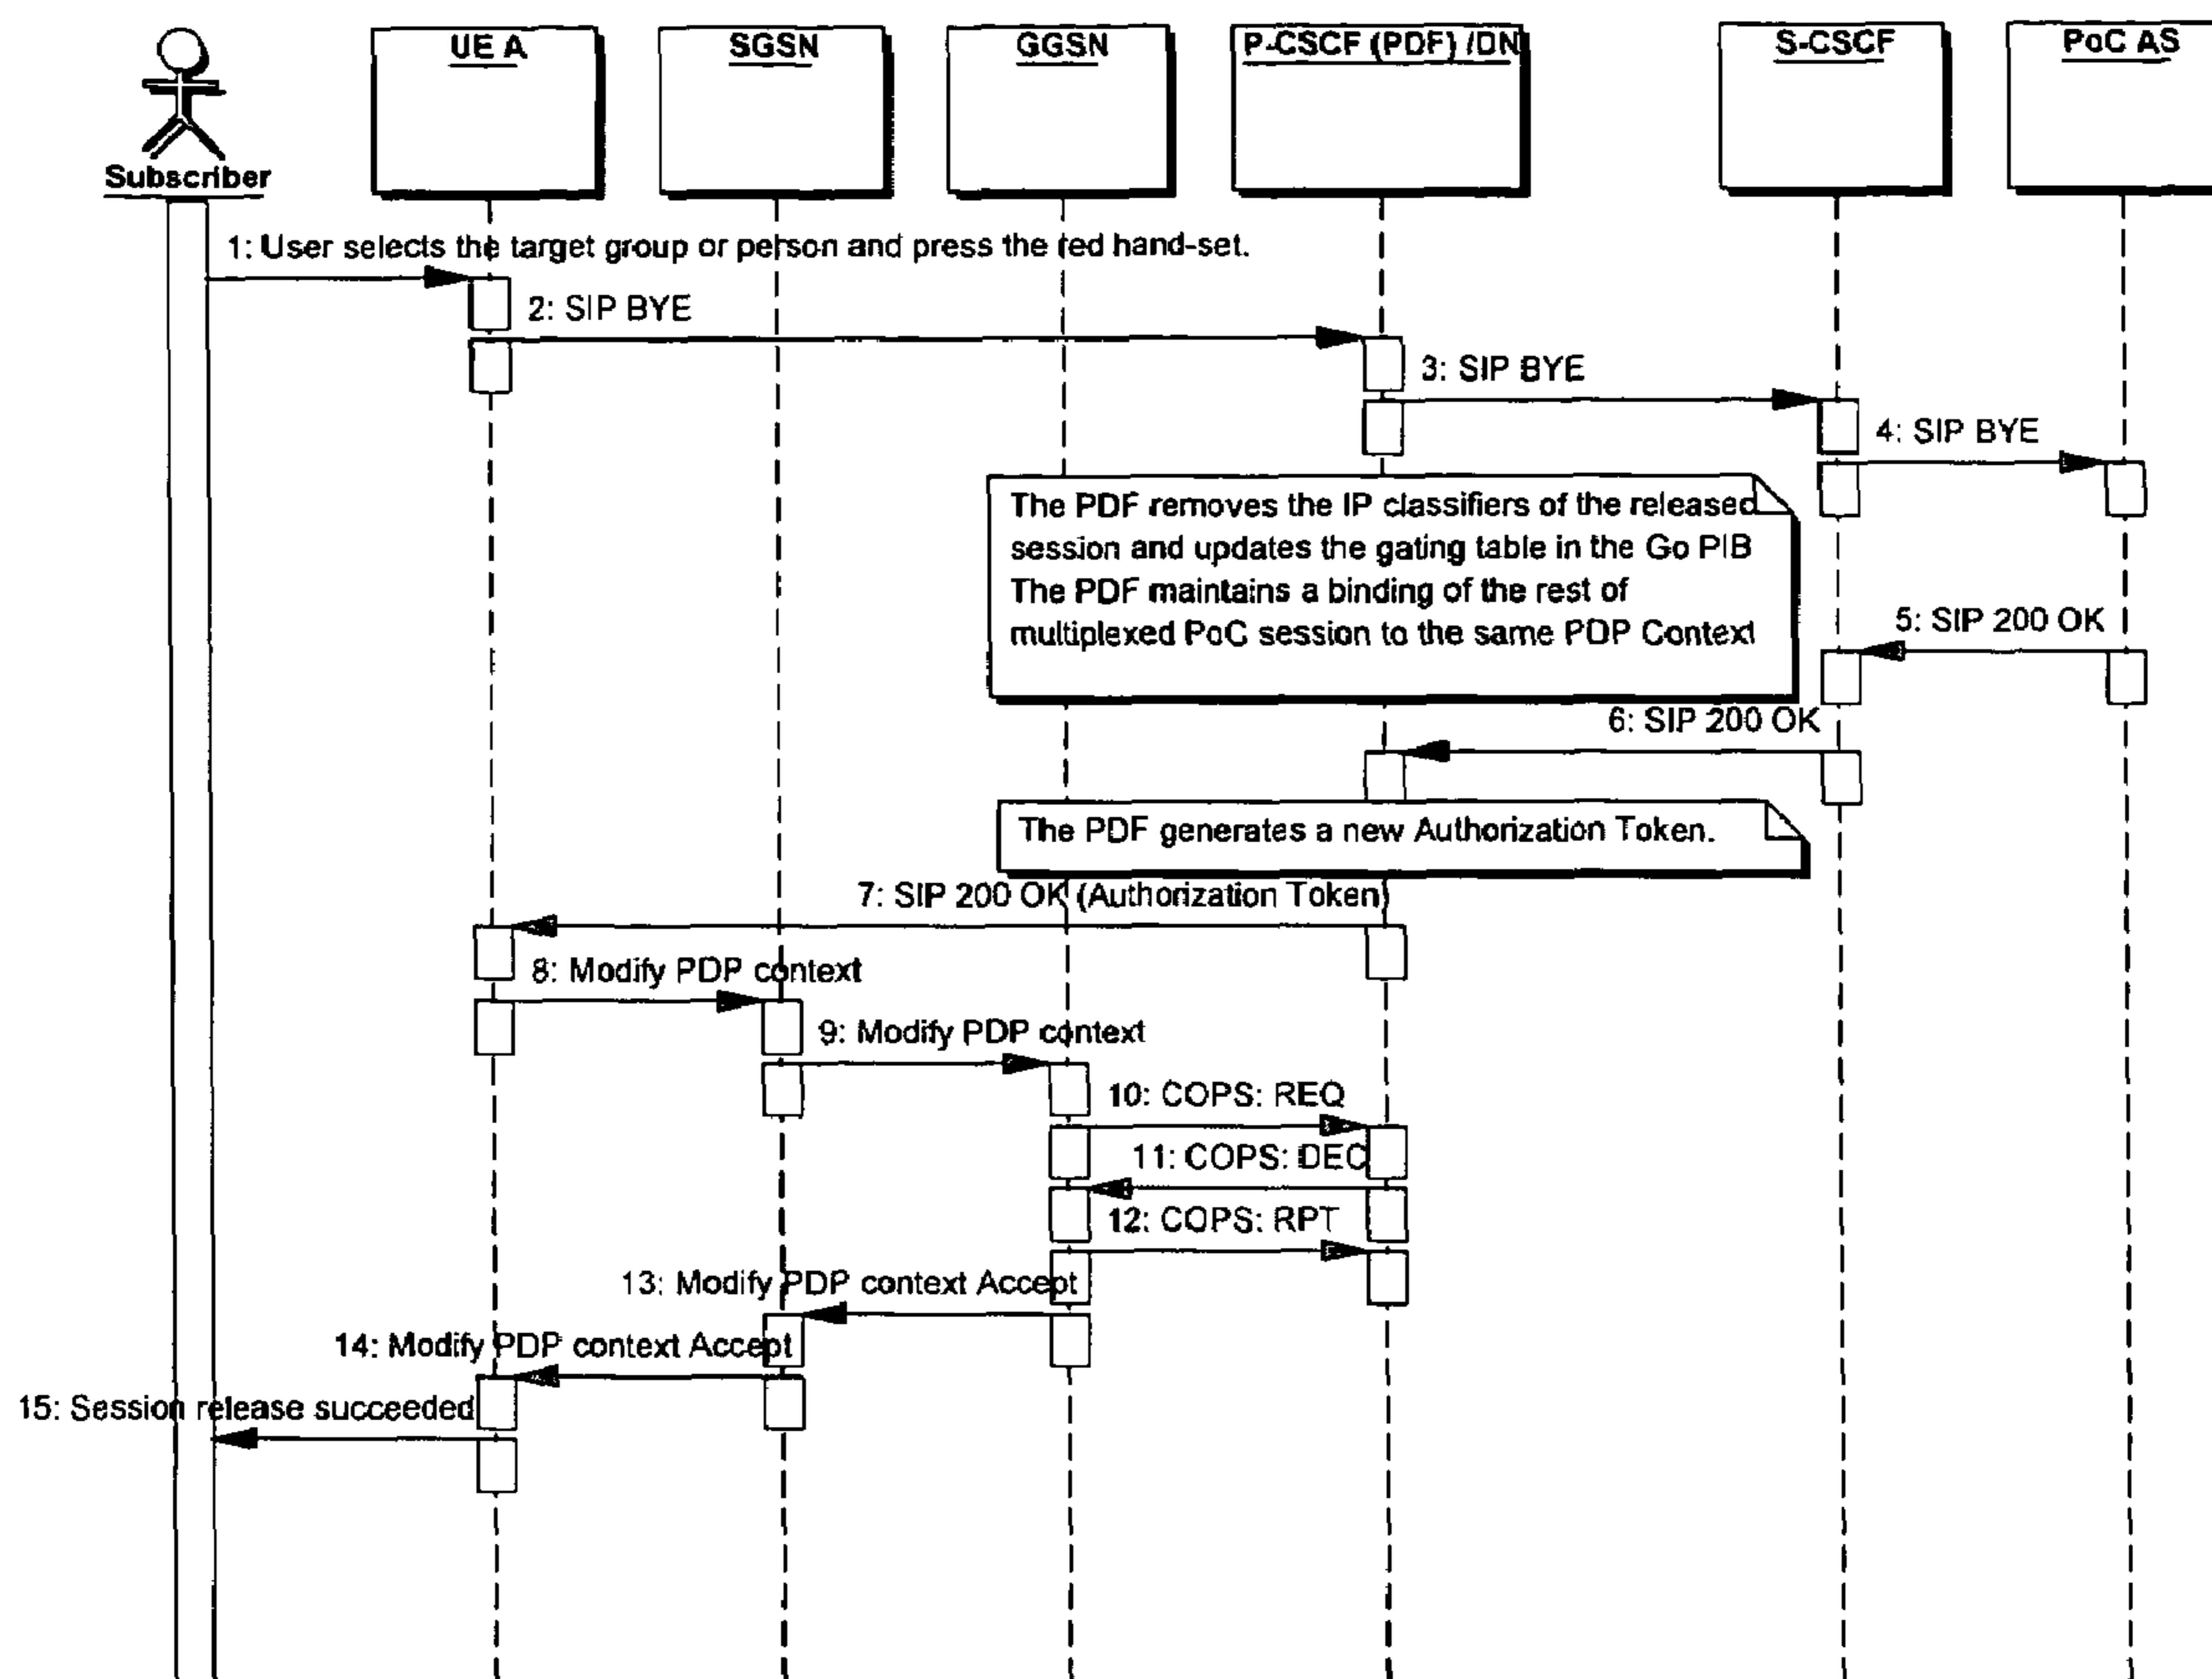 UE A
SGSN
GGSN
P-CSCF (PDF) /DN
S-CSCF
PoC AS
Subscriber
1: User selects the target group or person and press the red hand-set.
2: SIP BYE
3: SIP BYE
4: SIP BYE
The PDF removes the IP classifiers of the released
session and updates the gating table in the Go PIB
The PDF maintains a binding of the rest of
multiplexed PoC session to the same PDP Context
5: SIP 200 OK
6: SIP 200 OK
The PDF generates a new Authorization Token.
7: SIP 200 OK (Authorization Token)
8: Modify PDP context
9: Modify PDP context
10: COPS: REQ
11: COPS: DEC
12: COPS: RPT
13: Modify PDP context Accept
14: Modify PDP context Accept
15: Session release succeeded